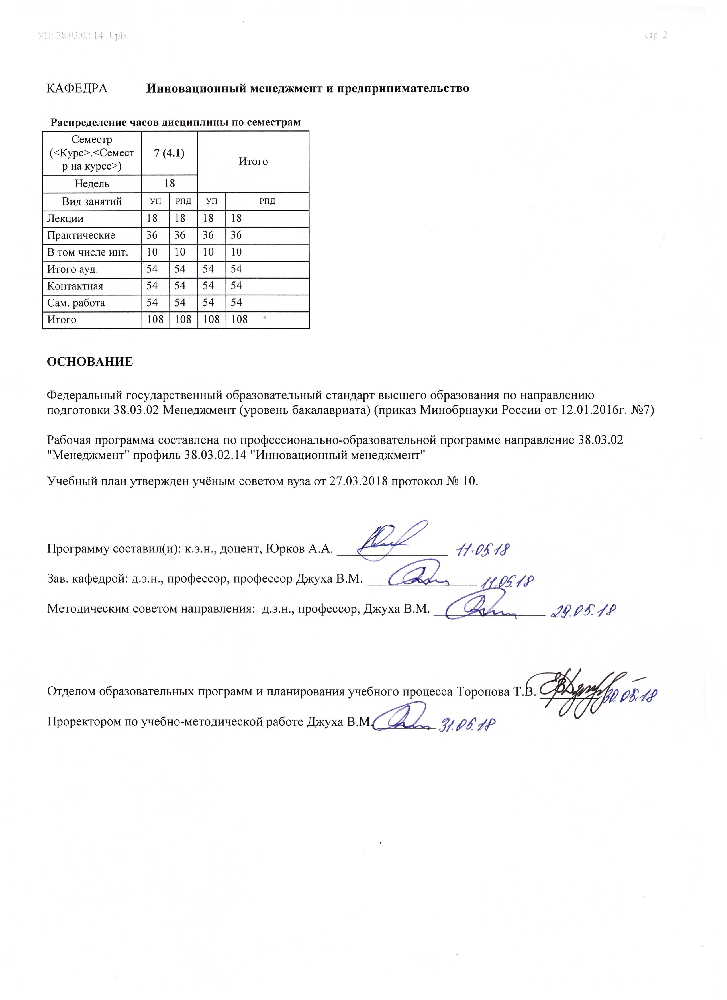 УП: 38.03.02.14_1.plx стр. 2
КАФЕДРА Инновационный менеджмент и предпринимательство
Распределение часов дисциплины по семестрам
Семестр
(<Курс>.<Семест
р на курсе>) 7 (4.1) Итого
Недель 18
Вид занятий УП РПД УП РПД
Лекции 18 18 18 18
Практические 36 36 36 36
В том числе инт. 10 10 10 10
Итого ауд. 54 54 54 54
Контактная 54 54 54 54
Сам. работа 54 54 54 54
Итого 108 108 108 108
ОСНОВАНИЕ
Федеральный государственный образовательный стандарт высшего образования по направлению
подготовки 38.03.02 Менеджмент (уровень бакалавриата) (приказ Минобрнауки России от 12.01.2016г. №7)
Рабочая программа составлена по профессионально-образовательной программе направление 38.03.02
"Менеджмент" профиль 38.03.02.14 "Инновационный менеджмент"
Учебный план утвержден учёным советом вуза от 27.03.2018 протокол № 10.
Программу составил(и): к.э.н., доцент, Юрков А.А. 11.05.18
Зав. кафедрой: д.э.н., профессор, профессор Джуха В.М. 11.05.18
Методическим советом направления: д.э.н., профессор, Джуха В.М. 29.05.18
Отделом образовательных программ и планирования учебного процесса Торопова Т.В. 30.05.18
Проректором по учебно-методической работе Джуха В.М. 31.05.18